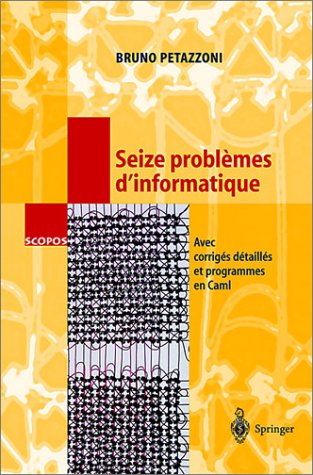 BRUNO PETAZZONI
Seize problèmes
d'informatique
SCOPOS
Avec
corrigés détaillés
et programmes
en Caml
Springer